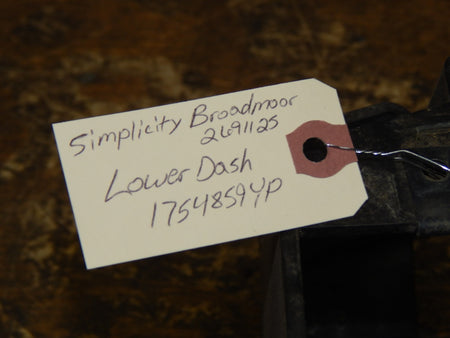 Simplicity Broadmoor
2691125
Lower Dash
1754859YP